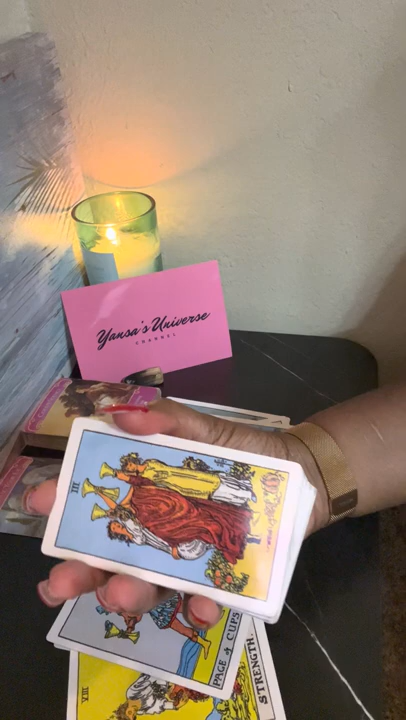 Yansa's Universe
CHANNEL
III
PAGE of CUPS
VIII
STRENGTH.